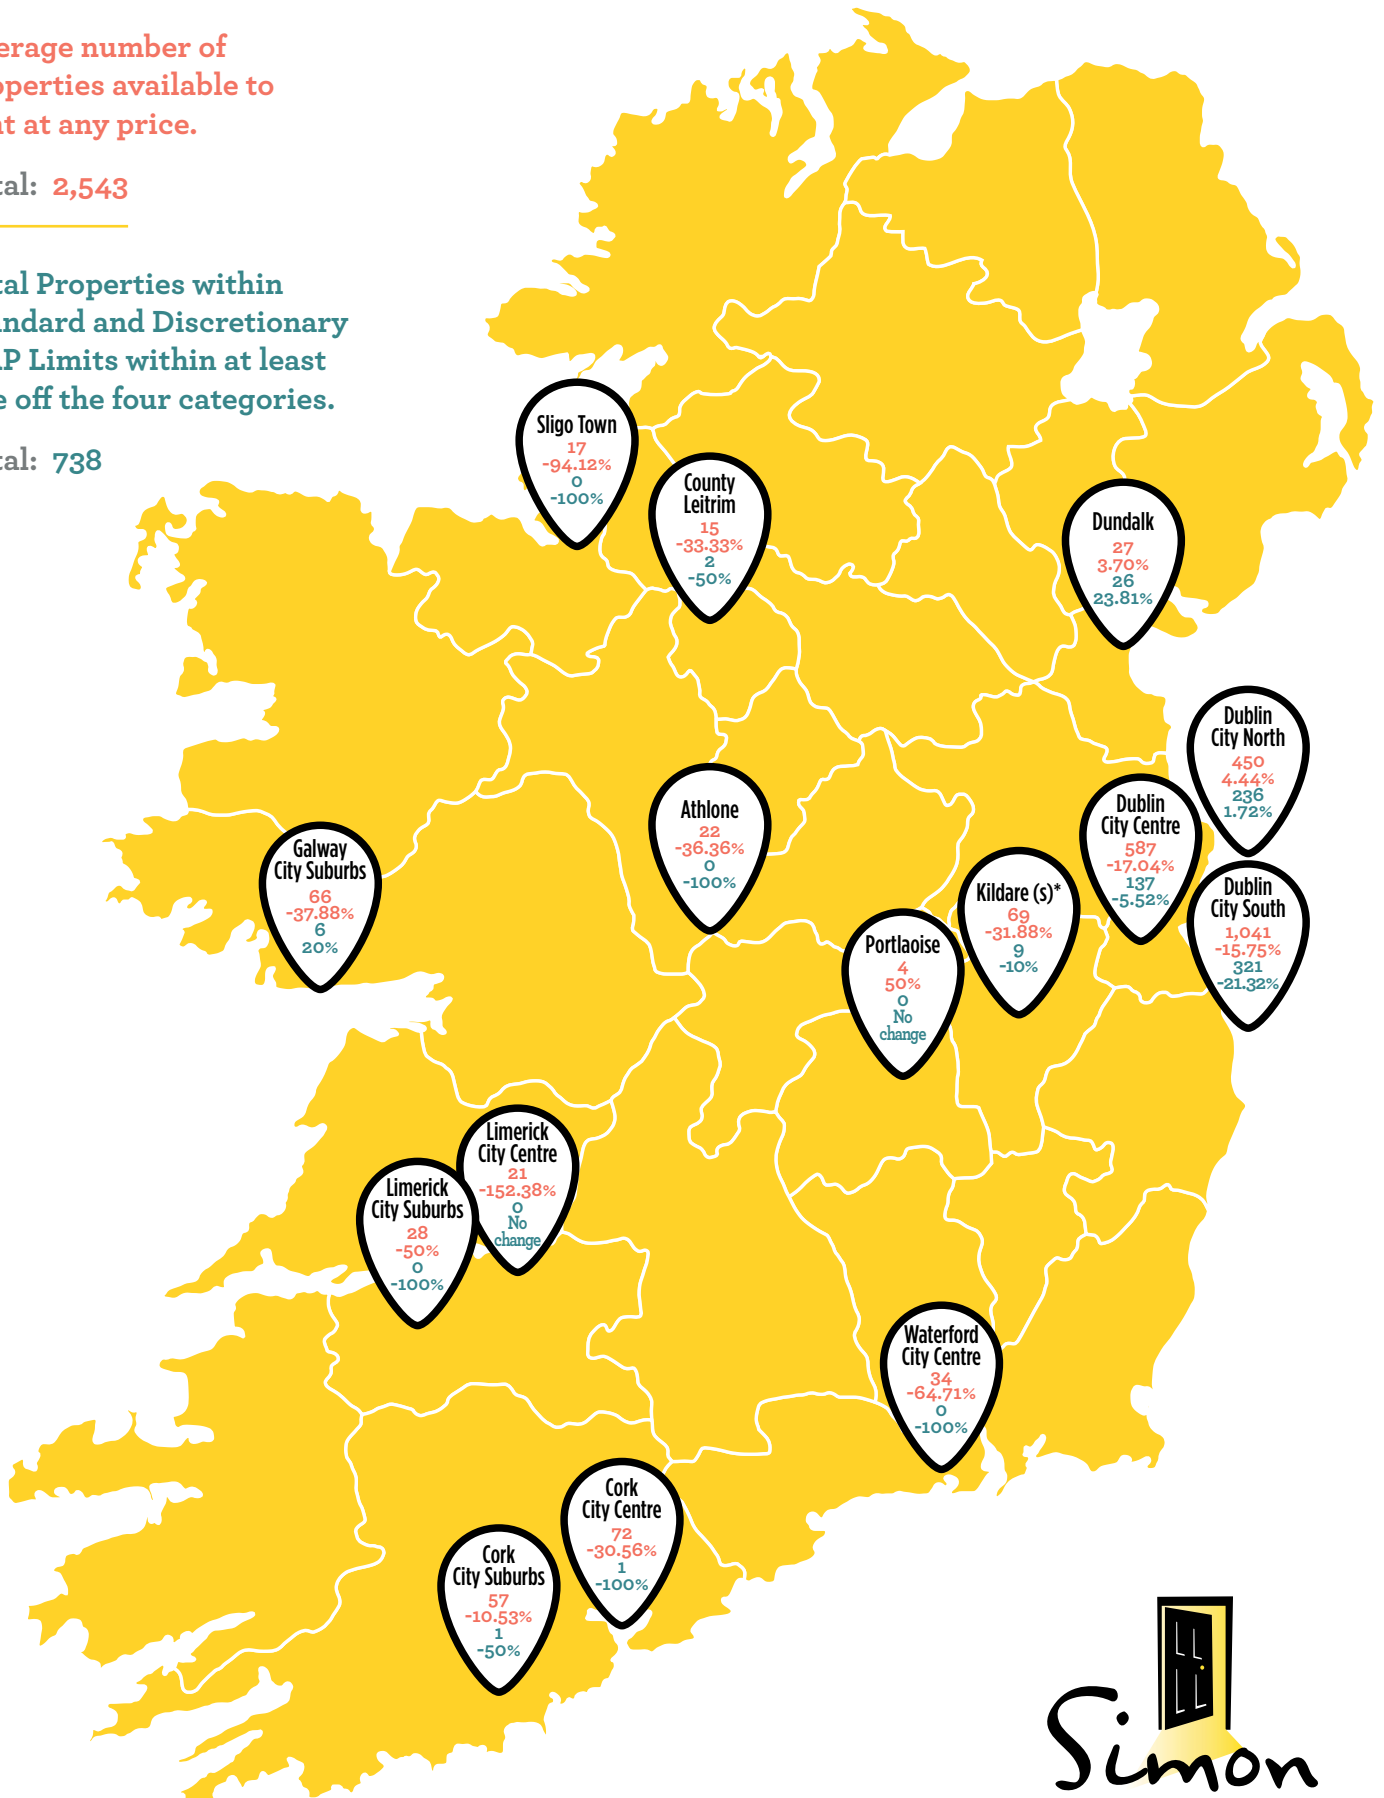 erage number of
operties available to
nt at any price.
tal: 2,543
tal Properties within
andard and Discretionary
AP Limits within at least
e off the four categories.
tal: 738
Sligo Town
17
-94.12%
0
-100%
County
Leitrim
15
-33.33%
2
-50%
Dundalk
27
3.70%
26
23.81%
Dublin
City North
450
4.44%
236
1.72%
Athlone
22
-36.36%
0
-100%
Dublin
City Centre
587
-17.04%
137
-5.52%
Galway
City Suburbs
66
-37.88%
6
20%
Kildare (s)*
69
-31.88%
9
-10%
Dublin
City South
1,041
-15.75%
321
-21.32%
Portlaoise
4
50%
0
No
change
Limerick
City Centre
21
-152.38%
0
No
change
Limerick
City Suburbs
28
-50%
0
-100%
Waterford
City Centre
34
-64.71%
0
-100%
Cork
City Centre
72
-30.56%
1
-100%
Cork
City Suburbs
57
-10.53%
1
-50%
Simon